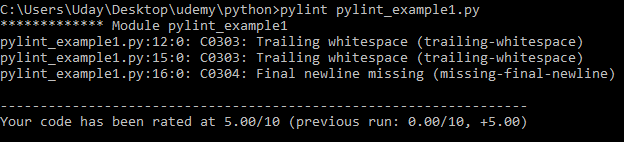 C:\Users\Uday\Desktop\udemy\python>pylint pylint_example1.py
************* Module pylint_example1
pylint_example1.py:12:0: C0303: Trailing whitespace (trailing-whitespace)
pylint_example1.py:15:0: C0303: Trailing whitespace (trailing-whitespace)
pylint_example1.py:16:0: C0304: Final newline missing (missing-final-newline)
------------------------------------------------------------------
Your code has been rated at 5.00/10 (previous run: 0.00/10, +5.00)